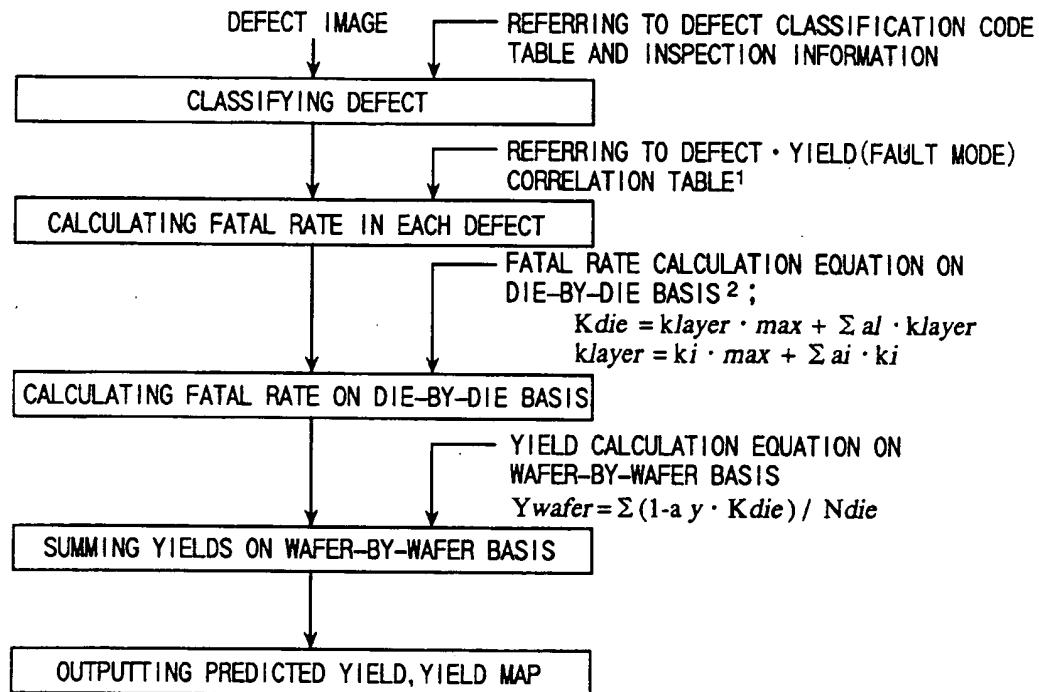 DEFECT IMAGE
REFERRING TO DEFECT CLASSIFICATION CODE
TABLE AND INSPECTION INFORMATION
CLASSIFYING DEFECT
REFERRING TO DEFECT・YIELD(FAULT MODE)
CORRELATION TABLE¹
CALCULATING FATAL RATE IN EACH DEFECT
FATAL RATE CALCULATION EQUATION ON
DIE–BY–DIE BASIS²;
Kdie = klayer・max + Σ al・klayer
klayer = ki・max + Σ ai・ki
CALCULATING FATAL RATE ON DIE–BY–DIE BASIS
YIELD CALCULATION EQUATION ON
WAFER–BY–WAFER BASIS
Ywafer=Σ(1-a y・Kdie)/ Ndie
SUMMING YIELDS ON WAFER–BY–WAFER BASIS
OUTPUTTING PREDICTED YIELD, YIELD MAP